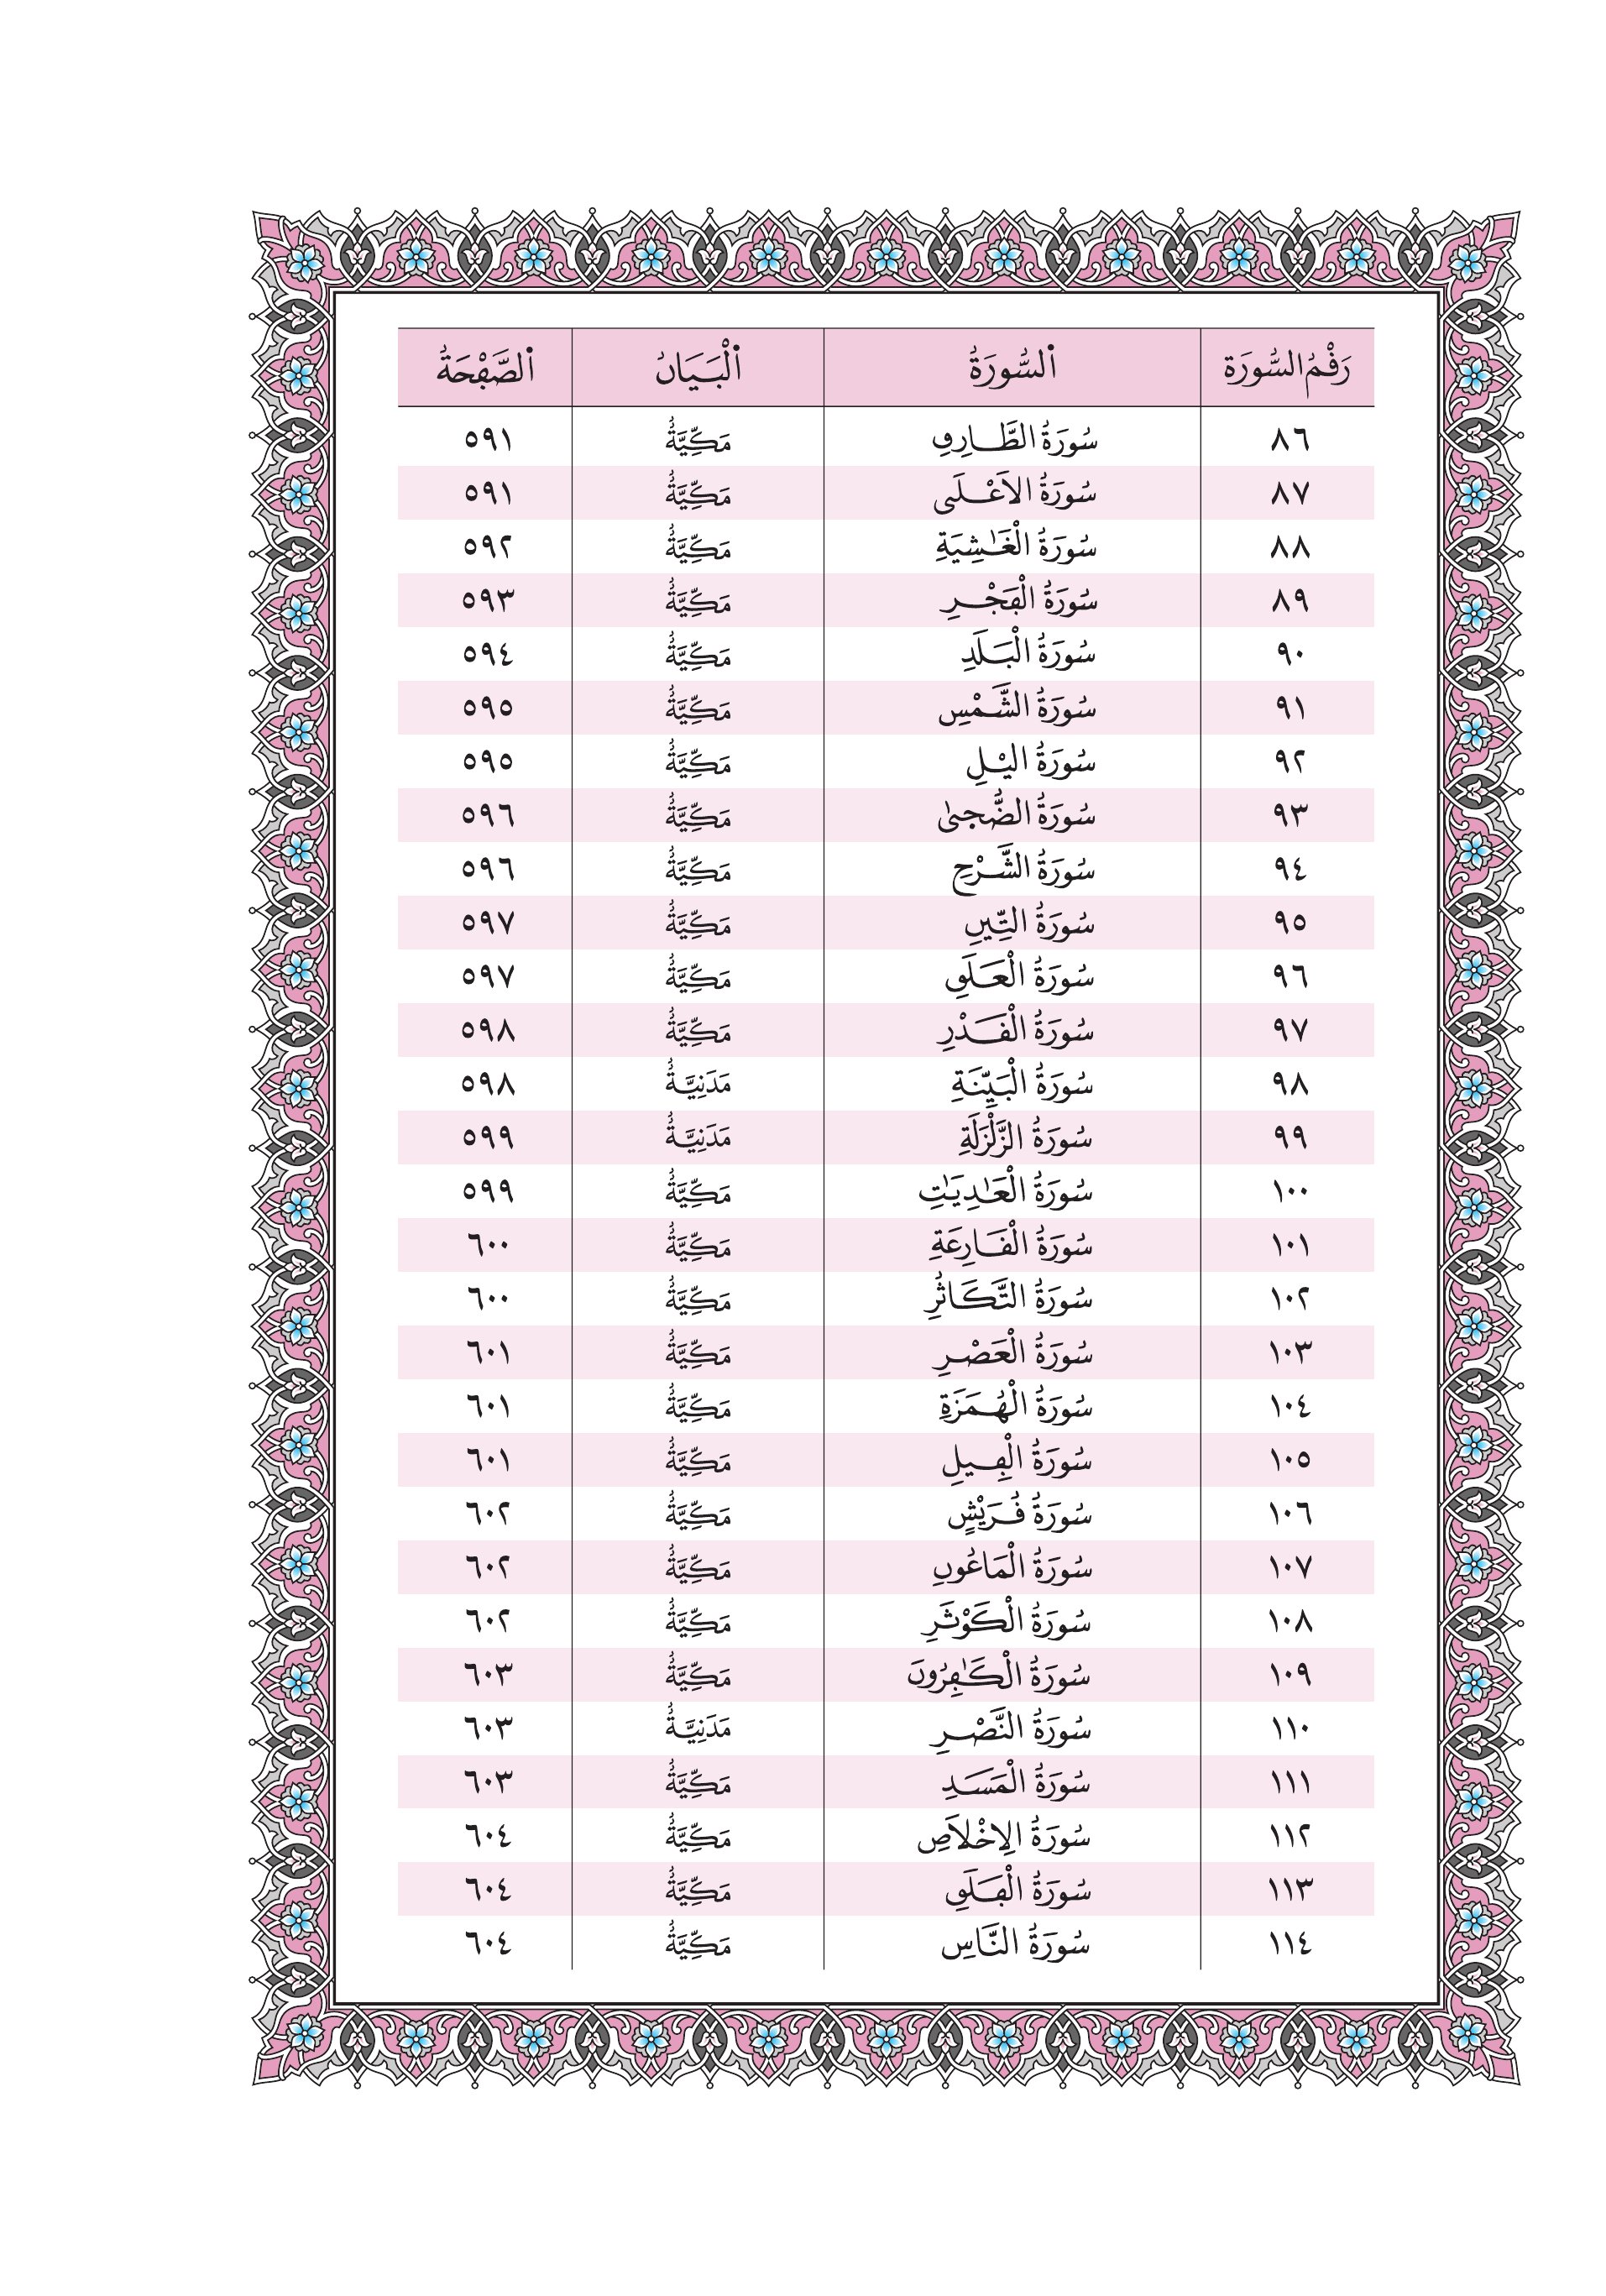 رَقْمُ السُّورَة اَلسُّورَةُ اَلْبَيَانُ اَلصَّفْحَةُ
٨٦ سُورَةُ الطَّارِقِ مَكِّيَّةٌ ٥٩١
٨٧ سُورَةُ الاَعْلَى مَكِّيَّةٌ ٥٩١
٨٨ سُورَةُ الْغَٰشِيَةِ مَكِّيَّةٌ ٥٩٢
٨٩ سُورَةُ الْفَجْرِ مَكِّيَّةٌ ٥٩٣
٩٠ سُورَةُ الْبَلَدِ مَكِّيَّةٌ ٥٩٤
٩١ سُورَةُ الشَّمْسِ مَكِّيَّةٌ ٥٩٥
٩٢ سُورَةُ اليْلِ مَكِّيَّةٌ ٥٩٥
٩٣ سُورَةُ الضُّحىٰ مَكِّيَّةٌ ٥٩٦
٩٤ سُورَةُ الشَّرْحِ مَكِّيَّةٌ ٥٩٦
٩٥ سُورَةُ التِّينِ مَكِّيَّةٌ ٥٩٧
٩٦ سُورَةُ الْعَلَقِ مَكِّيَّةٌ ٥٩٧
٩٧ سُورَةُ الْقَدْرِ مَكِّيَّةٌ ٥٩٨
٩٨ سُورَةُ الْبَيِّنَةِ مَدَنِيَّةٌ ٥٩٨
٩٩ سُورَةُ الزَّلْزَلَةِ مَدَنِيَّةٌ ٥٩٩
١٠٠ سُورَةُ الْعَٰدِيَٰتِ مَكِّيَّةٌ ٥٩٩
١٠١ سُورَةُ الْقَارِعَةِ مَكِّيَّةٌ ٦٠٠
١٠٢ سُورَةُ التَّكَاثُرِ مَكِّيَّةٌ ٦٠٠
١٠٣ سُورَةُ الْعَصْرِ مَكِّيَّةٌ ٦٠١
١٠٤ سُورَةُ الْهُمَزَةِ مَكِّيَّةٌ ٦٠١
١٠٥ سُورَةُ الْفِيلِ مَكِّيَّةٌ ٦٠١
١٠٦ سُورَةُ قُرَيْشٍ مَكِّيَّةٌ ٦٠٢
١٠٧ سُورَةُ الْمَاعُونِ مَكِّيَّةٌ ٦٠٢
١٠٨ سُورَةُ الْكَوْثَرِ مَكِّيَّةٌ ٦٠٢
١٠٩ سُورَةُ الْكَٰفِرُونَ مَكِّيَّةٌ ٦٠٣
١١٠ سُورَةُ النَّصْرِ مَدَنِيَّةٌ ٦٠٣
١١١ سُورَةُ الْمَسَدِ مَكِّيَّةٌ ٦٠٣
١١٢ سُورَةُ الاِخْلَاصِ مَكِّيَّةٌ ٦٠٤
١١٣ سُورَةُ الْفَلَقِ مَكِّيَّةٌ ٦٠٤
١١٤ سُورَةُ النَّاسِ مَكِّيَّةٌ ٦٠٤